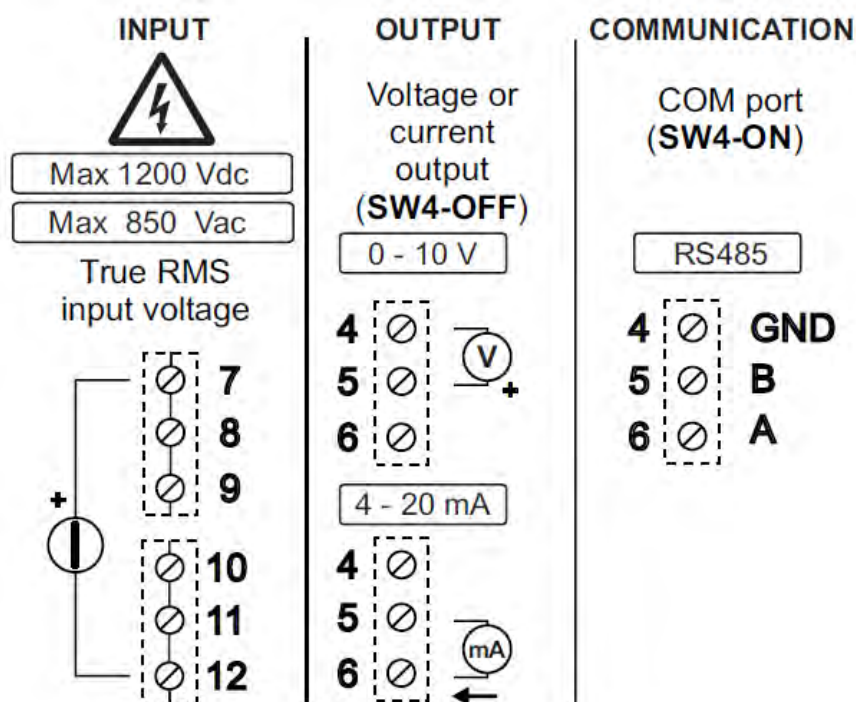 INPUT
Max 1200 Vdc
Max 850 Vac
True RMS
input voltage
7
8
9
+
10
11
12
OUTPUT
Voltage or
current
output
(SW4-OFF)
0 - 10 V
4
5
6
V
+
4 - 20 mA
4
5
6
mA
COMMUNICATION
COM port
(SW4-ON)
RS485
4 GND
5 B
6 A